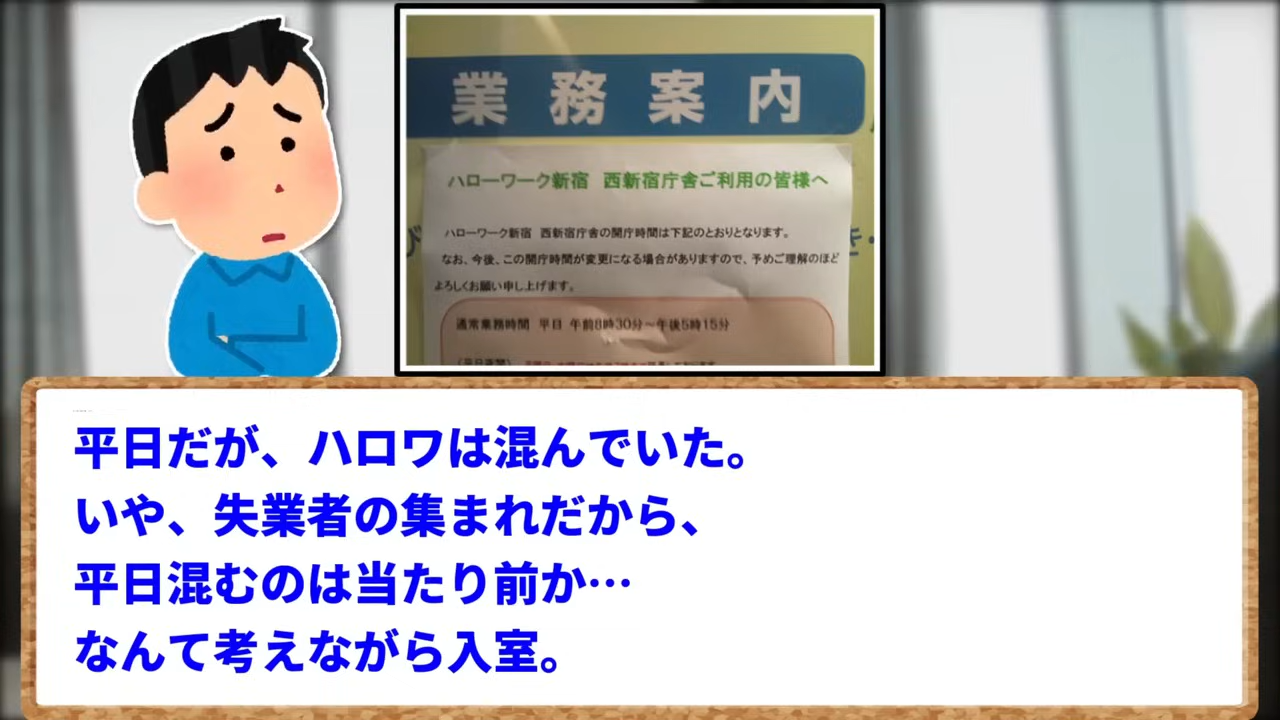 業務案内
ハローワーク新宿 西新宿庁舎ご利用の皆様へ
ハローワーク新宿 西新宿庁舎の開庁時間は下記のとおりとなります。
なお、今後、この開庁時間が変更になる場合がありますので、予めご理解のほど
よろしくお願い申し上げます。
通常業務時間 平日 午前8時30分～午後5時15分
平日だが、ハロワは混んでいた。
いや、失業者の集まれだから、
平日混むのは当たり前か…
なんて考えながら入室。